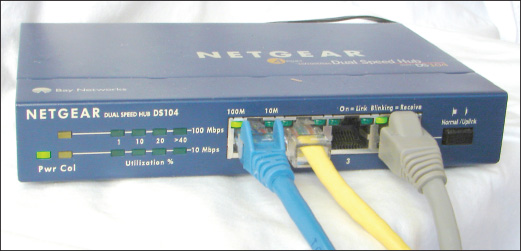 NETGEAR
Dual Speed Hub
Bay Networks
NETGEAR DUAL SPEED HUB DS104
100M 10M On = Link Blinking = Receive
100 Mbps
1 10 20 >40
10 Mbps
Utilization %
Pwr Col
Normal/Uplink
3